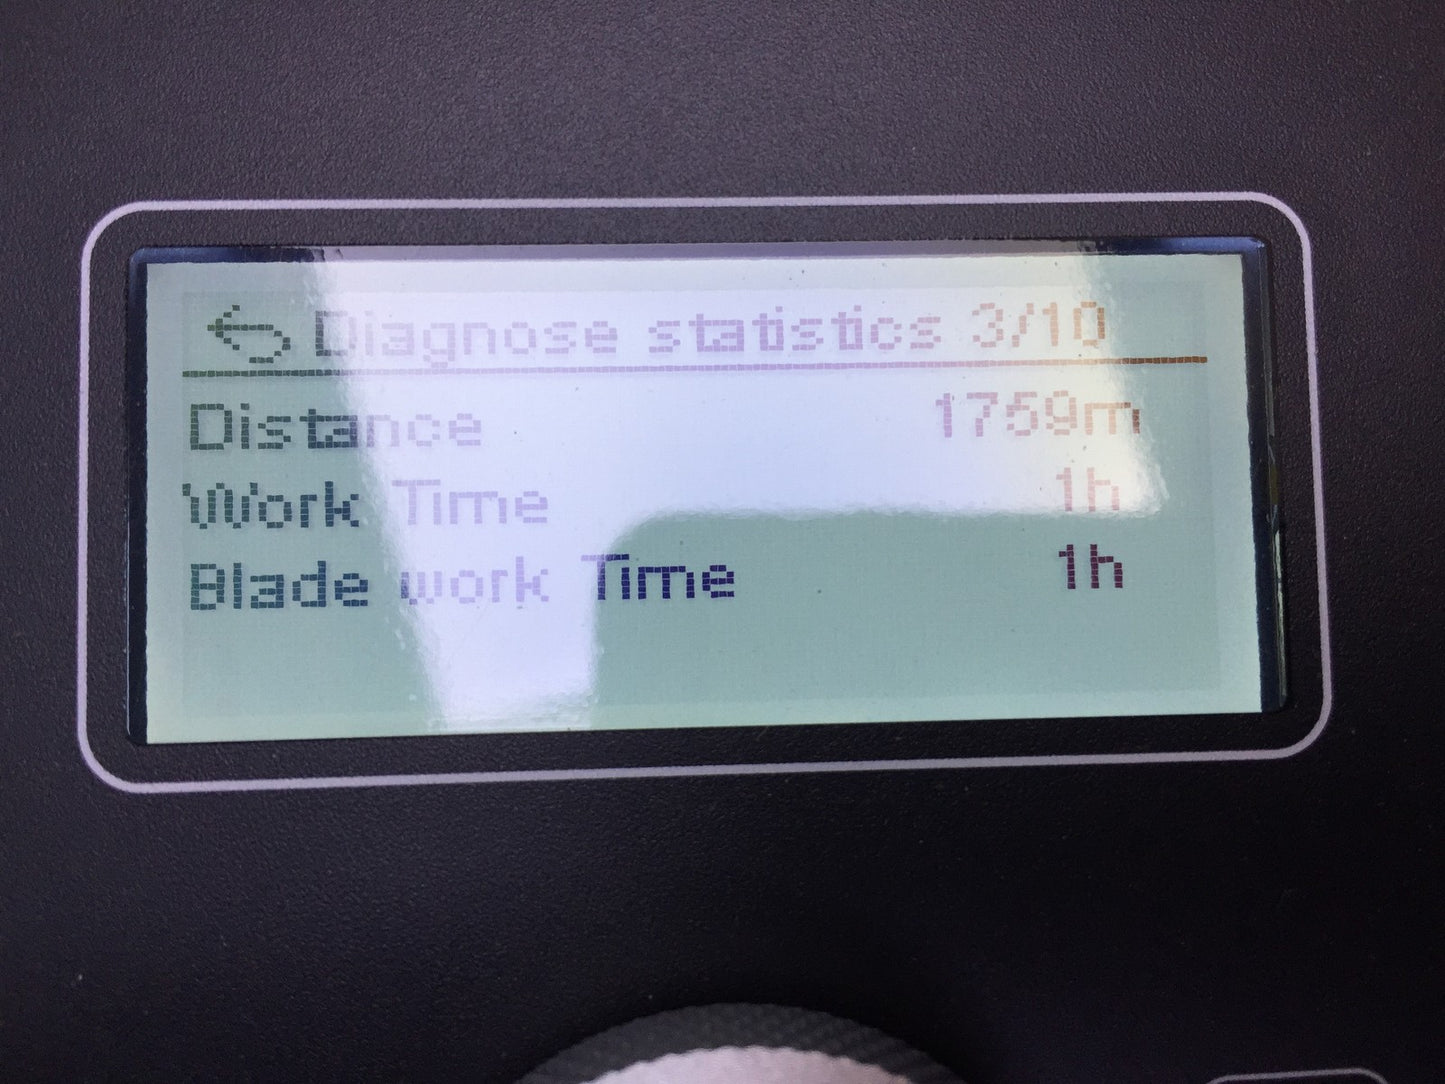 Diagnose statistics 3/10
Distance 1759m
Work Time 1h
Blade work Time 1h